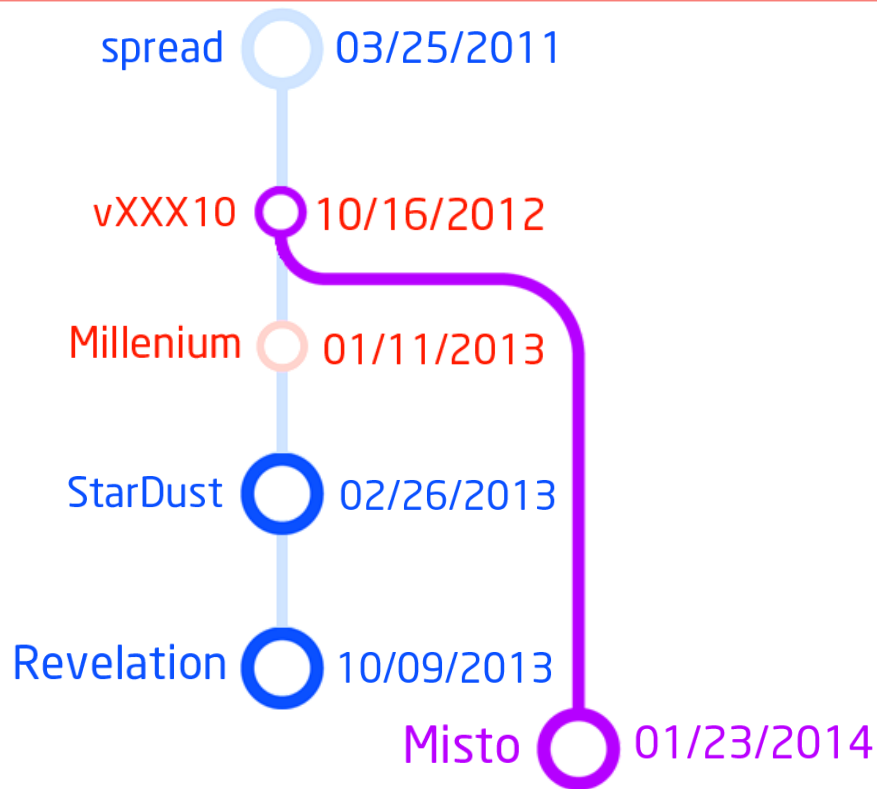 spread 03/25/2011
vXXX10 10/16/2012
Millenium 01/11/2013
StarDust 02/26/2013
Revelation 10/09/2013
Misto 01/23/2014